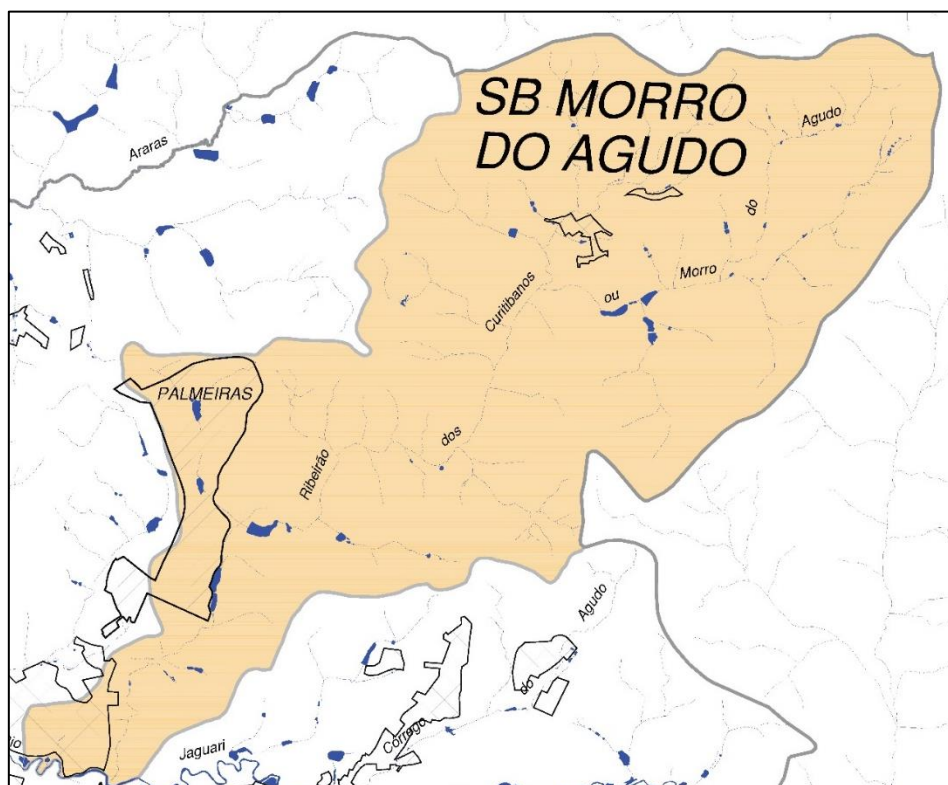 SB MORRO
DO AGUDO
Agudo
Araras
do
Morro
ou
Curitibanos
PALMEIRAS
dos
Ribeirão
Agudo
do
Córrego
Jaguari